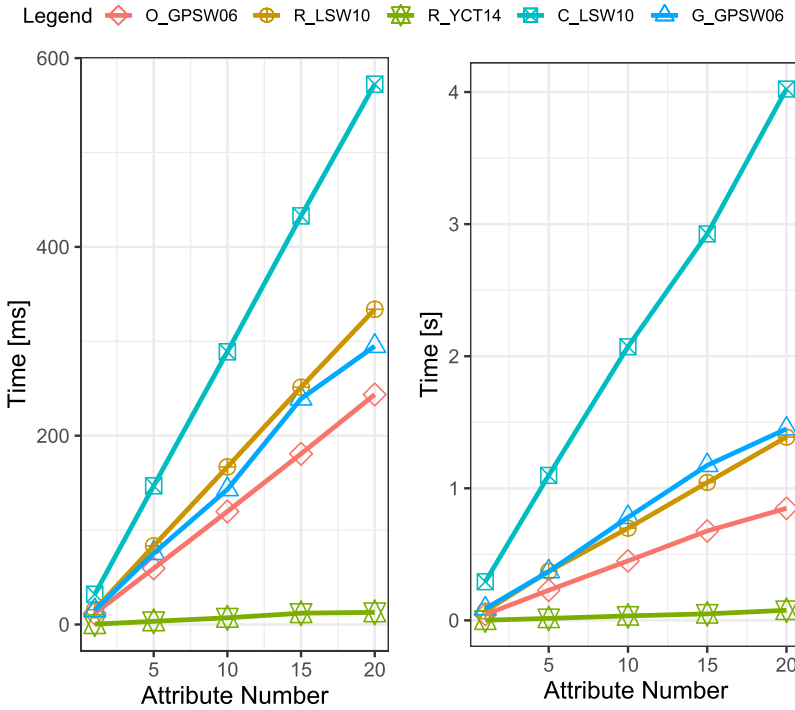 Legend O_GPSW06 R_LSW10 R_YCT14 C_LSW10 G_GPSW06
600
400
200
0
Time [ms]
5 10 15 20
Attribute Number
4
3
2
1
0
Time [s]
5 10 15 20
Attribute Number